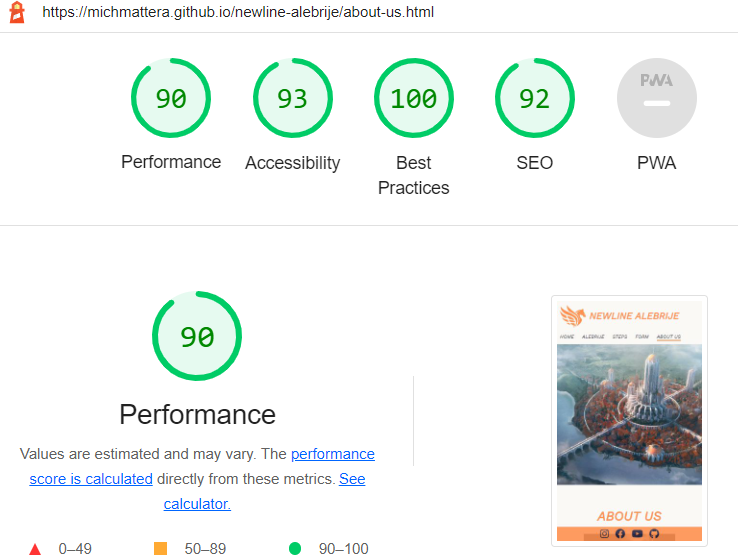 https://michmattera.github.io/newline-alebrije/about-us.html
90
93
100
92
PWA
Performance
Accessibility
Best
Practices
SEO
PWA
90
Performance
Values are estimated and may vary. The performance
score is calculated directly from these metrics. See
calculator.
0–49
50–89
90–100
NEWLINE ALEBRIJE
HOME ALEBRIJE STEPS FORM ABOUT US
ABOUT US